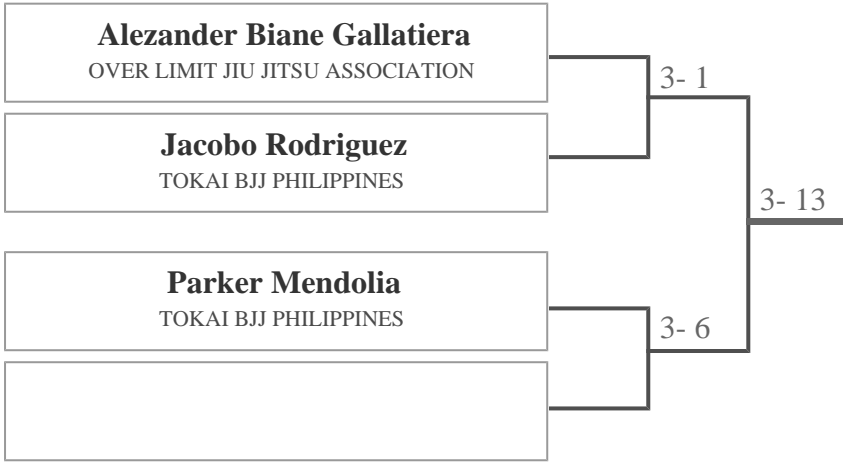 Alezander Biane Gallatiera
OVER LIMIT JIU JITSU ASSOCIATION
3- 1
Jacobo Rodriguez
TOKAI BJJ PHILIPPINES
3- 13
Parker Mendolia
TOKAI BJJ PHILIPPINES
3- 6